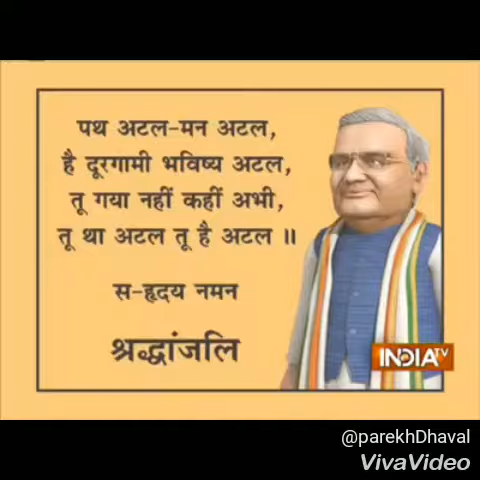 पथ अटल-मन अटल,
है दूरगामी भविष्य अटल,
तू गया नहीं कहीं अभी,
तू था अटल तू है अटल ॥
स-हृदय नमन
श्रद्धांजलि
INDIA TV
@parekhDhaval
VivaVideo